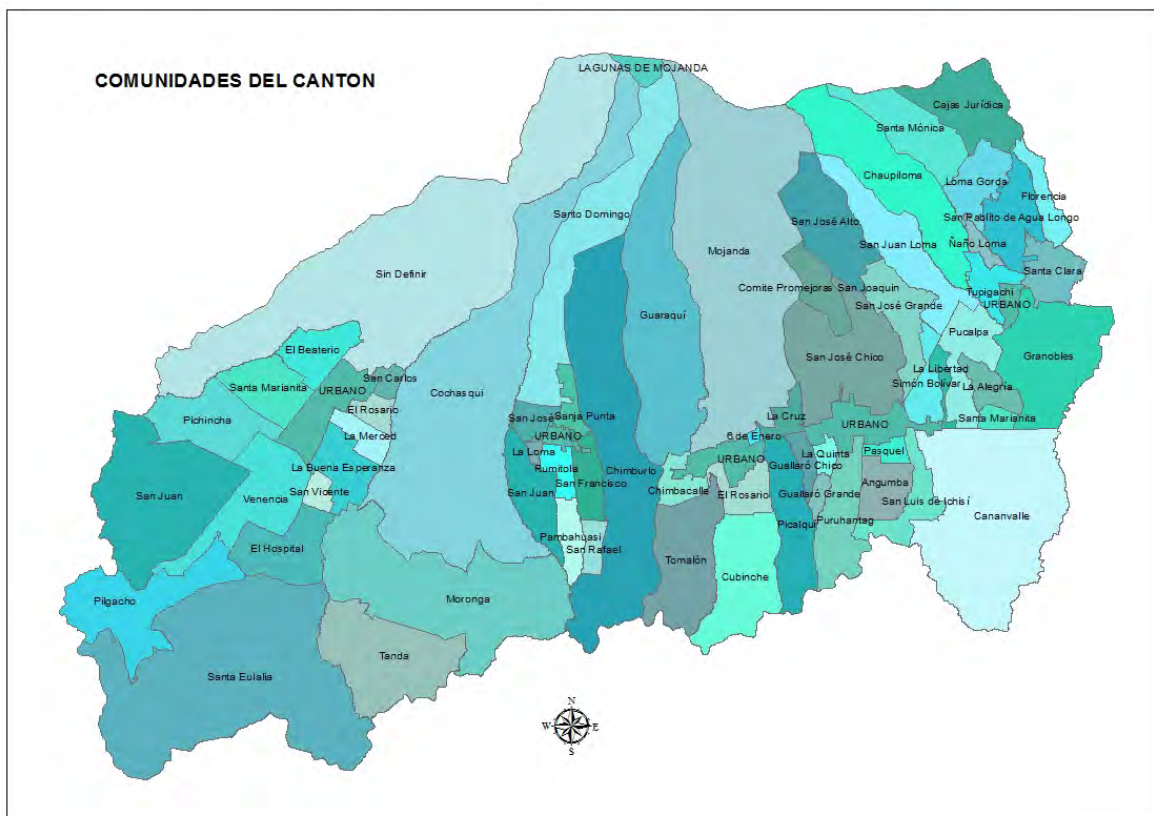 LAGUNAS DE MOJANDA
COMUNIDADES DEL CANTON
Cajas Jurídica
Santa Mónica
Chaupiloma
Loma Gorda
Florencia
San Pablito de Agua Longo
Santo Domingo
San José Alto
Ñaño Loma
San Juan Loma
Mojanda
Sin Definir
Santa Clara
Comite Promejoras
San Joaquin
Tupigachi
URBANO
San José Grande
Guaraquí
Pucalpa
El Beaterio
San José Chico
Granobles
La Libertad
San Carlos
Santa Marianita
URBANO
Simón Bolívar
La Alegría
Cochasqui
El Rosario
Pichincha
San José
Sanja Punta
La Cruz
Santa Marianita
URBANO
La Merced
URBANO
6 de Enero
La Loma
Pasquel
La Quinta
URBANO
La Buena Esperanza
Rumitola
Chimburlo
Guallaró Chico
San Francisco
Angumba
San Vicente
San Juan
Chimbacalle
El Rosario
Guallaró Grande
San Luis de Ichisí
San Juan
Venencia
Cananvalle
Puruhantag
Pambahuasi
Picalqui
El Hospital
San Rafael
Tomalón
Cubinche
Moronga
Pilgacho
Tanda
Santa Eulalia
N
W
E
S